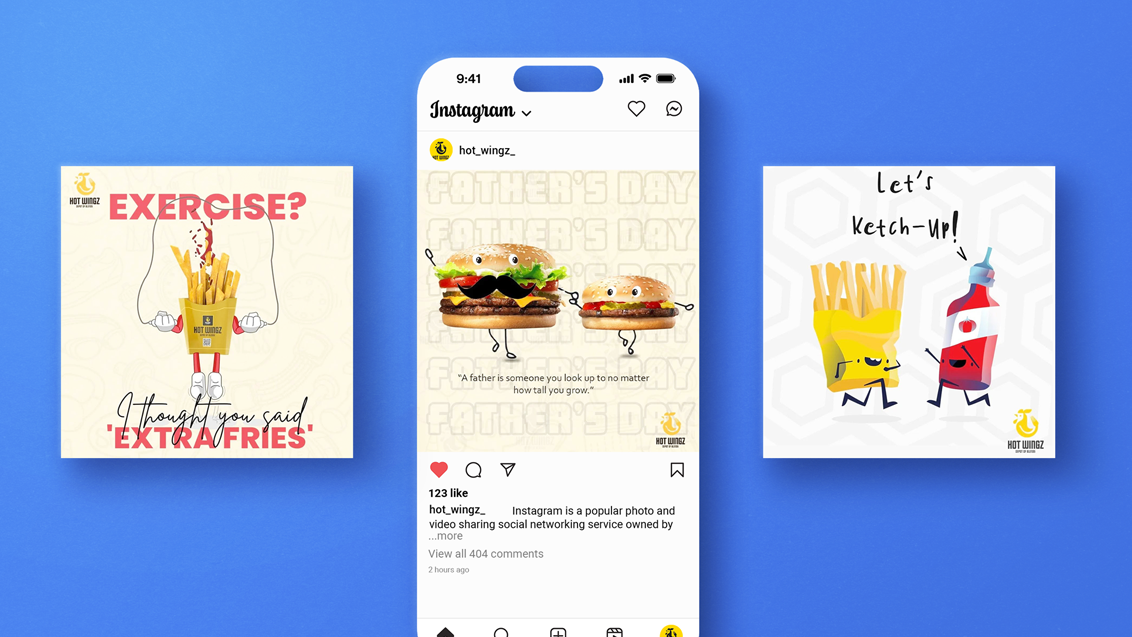 HOT WINGZ
EXERCISE?
HOT WINGZ
I thought you said
'EXTRA FRIES'
9:41
Instagram
hot_wingz_
FATHER'S DAY
FATHER'S DAY
FATHER'S DAY
FATHER'S DAY
FATHER'S DAY
FATHER'S DAY
“A father is someone you look up to no matter
how tall you grow.”
HOT WINGZ
123 like
hot_wingz_ Instagram is a popular photo and
video sharing social networking service owned by
...more
View all 404 comments
2 hours ago
Let's
Ketch-Up!
HOT WINGZ